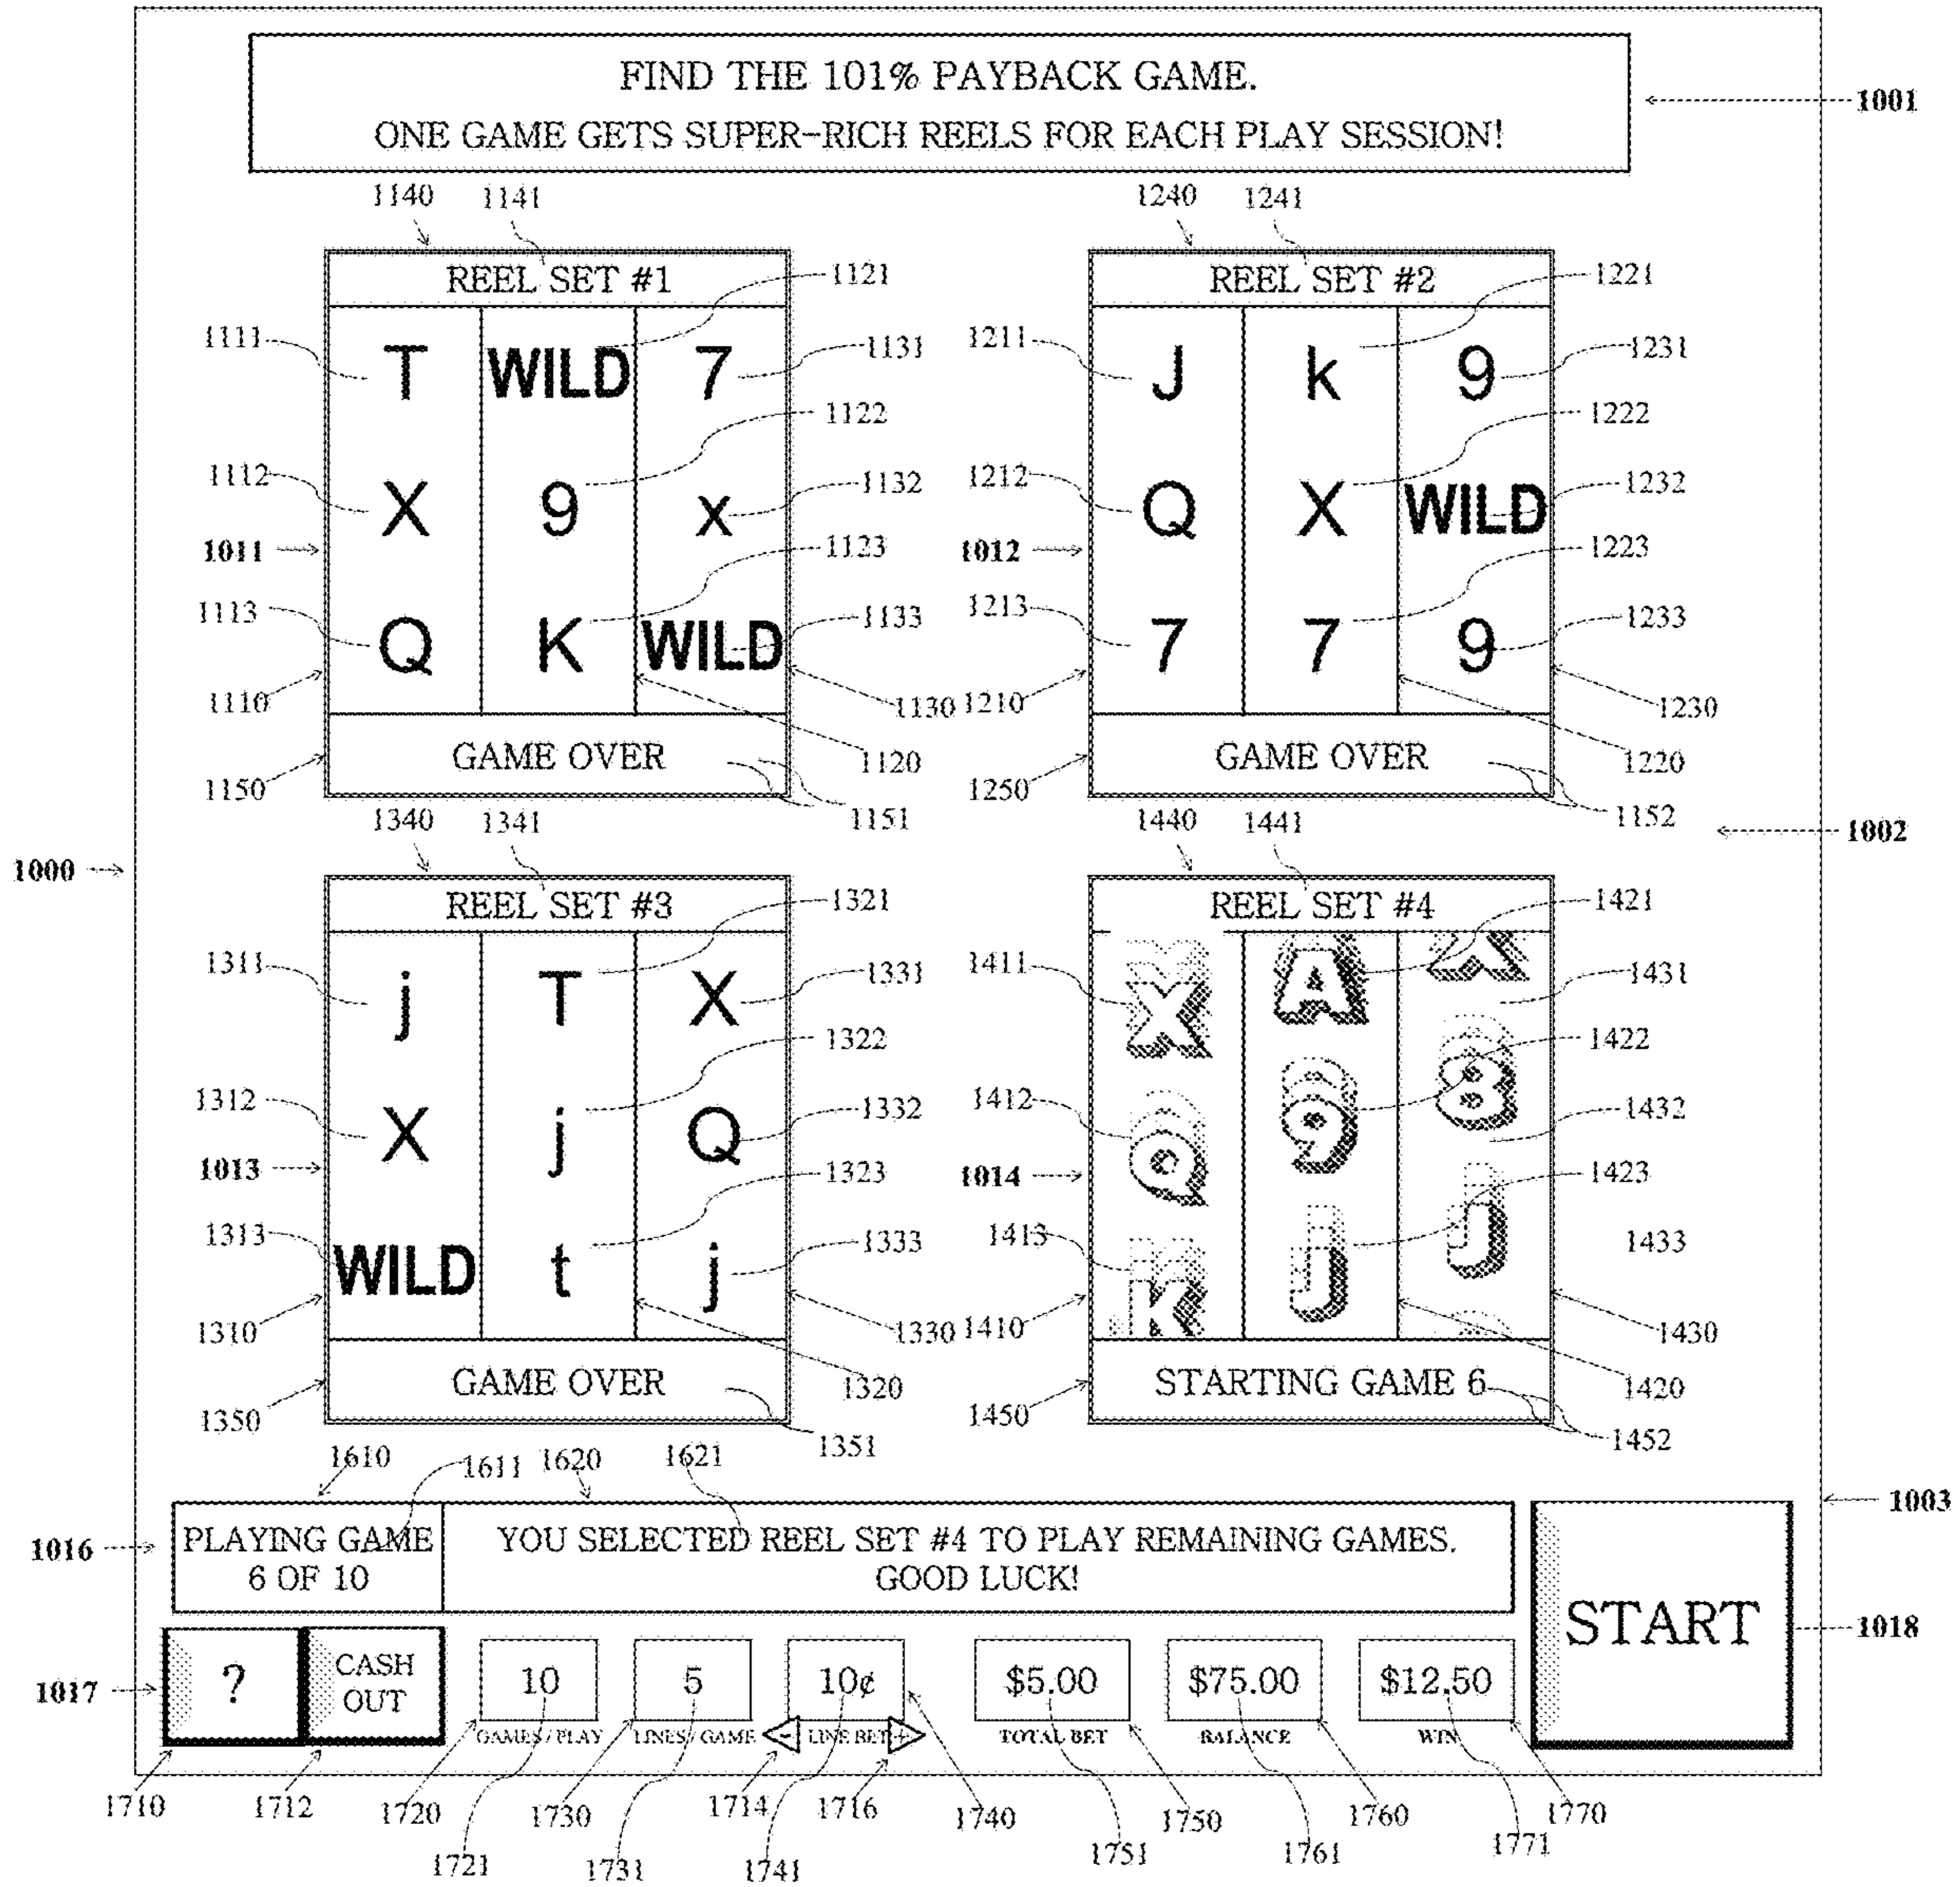 FIND THE 101% PAYBACK GAME.
1001
ONE GAME GETS SUPER-RICH REELS FOR EACH PLAY SESSION!
1140 1141 1240 1241
REEL SET #1 1121 REEL SET #2 1221
1111 T WILD 7 1131 1211 J k 9 1231
1122 1222
1112 X 9 x 1132 1212 Q X WILD 1232
1011 1123 1012 1223
1113 Q K WILD 1133 1213 7 7 9 1233
1110 1130 1210 1230
GAME OVER 1120 GAME OVER 1220
1150 1151 1250 1152
1340 1341 1440 1441 1002
1000
REEL SET #3 1321 REEL SET #4 1421
1311 j T X 1331 1411 X A 1431
1322 1422
1312 X j Q 1332 1412 Q 9 8 1432
1013 1323 1014 1423
1313 WILD t j 1333 1413 K J J 1433
1310 1330 1410 1430
GAME OVER 1320 STARTING GAME 6 1420
1350 1351 1450 1452
1610 1611 1620 1621
1003
PLAYING GAME YOU SELECTED REEL SET #4 TO PLAY REMAINING GAMES.
1016
6 OF 10 GOOD LUCK!
START 1018
? CASH OUT 10 5 10¢ $5.00 $75.00 $12.50
1017
GAMES / PLAY LINES / GAME - LINE BET + TOTAL BET BALANCE WIN
1710 1712 1720 1730 1714 1716 1740 1750 1760 1770
1721 1731 1741 1751 1761 1771